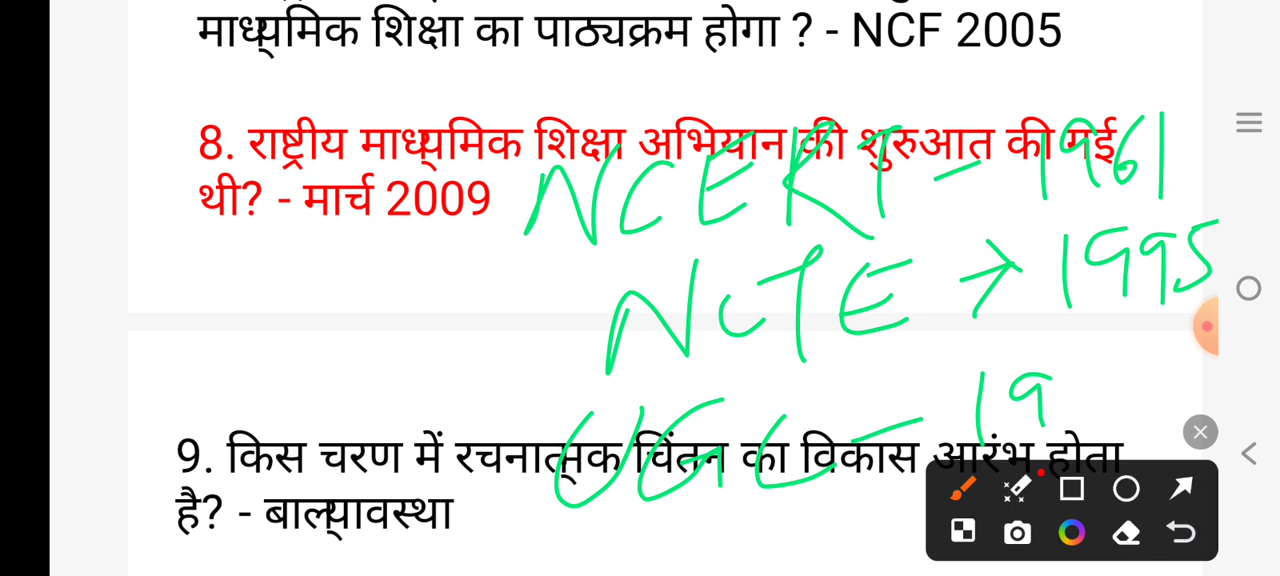 माध्यमिक शिक्षा का पाठ्यक्रम होगा ? - NCF 2005
8. राष्ट्रीय माध्यमिक शिक्षा अभियान की शुरुआत की गई
थी? - मार्च 2009
NCERT - 1961
NCTE → 1995
UGC - 19
9. किस चरण में रचनात्मक चिंतन का विकास आरंभ होता
है? - बाल्यावस्था